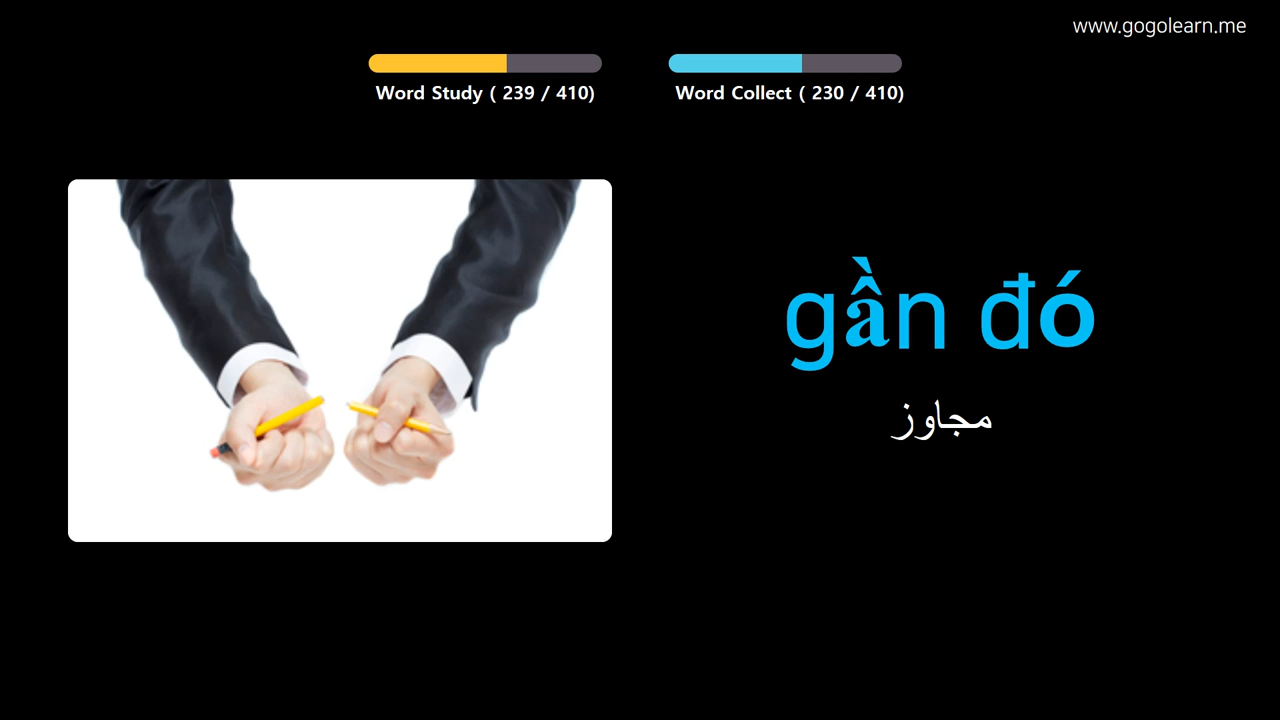 www.gogolearn.me
Word Study ( 239 / 410)
Word Collect ( 230 / 410)
gần đó
مجاوز